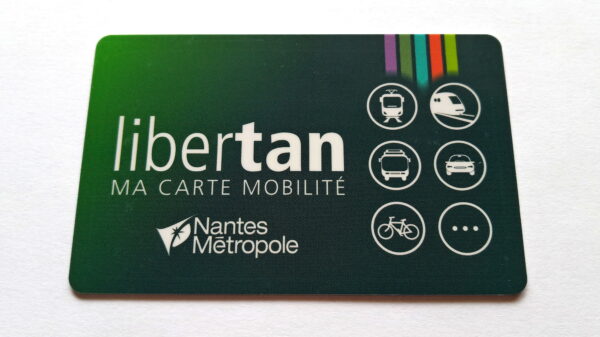 libertan
MA CARTE MOBILITÉ
Nantes
Métropole